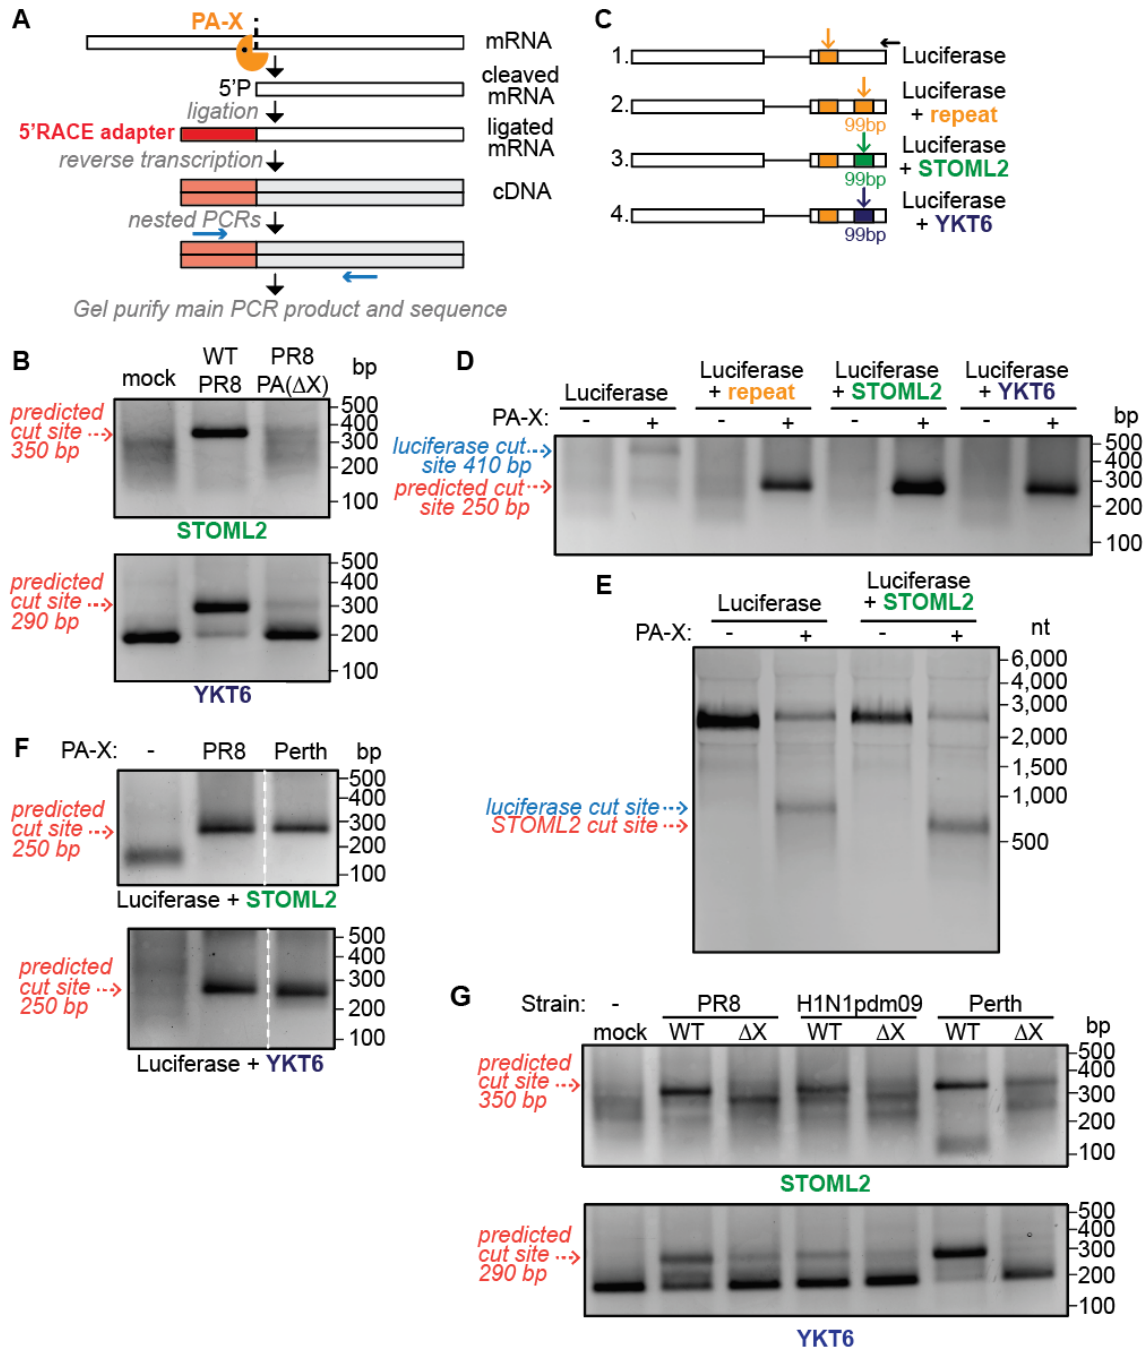 A
PA-X
mRNA
5'P
cleaved
mRNA
ligation
5'RACE adapter
ligated
mRNA
reverse transcription
cDNA
nested PCRs
Gel purify main PCR product and sequence
B
mock
WT
PR8
PR8
PA(ΔX)
bp
predicted
cut site
350 bp
500
400
300
200
100
STOML2
predicted
cut site
290 bp
500
400
300
200
100
YKT6
C
1.
Luciferase
2.
99bp
Luciferase
+ repeat
3.
99bp
Luciferase
+ STOML2
4.
99bp
Luciferase
+ YKT6
D
Luciferase
Luciferase
+ repeat
Luciferase
+ STOML2
Luciferase
+ YKT6
PA-X: - + - + - + - +
bp
luciferase cut
site 410 bp
predicted cut
site 250 bp
500
400
300
200
100
E
Luciferase
Luciferase
+ STOML2
PA-X: - + - +
nt
6,000
4,000
3,000
2,000
1,500
1,000
500
luciferase cut site
STOML2 cut site
F
PA-X: - PR8 Perth bp
predicted
cut site
250 bp
500
400
300
200
100
Luciferase + STOML2
predicted
cut site
250 bp
500
400
300
200
100
Luciferase + YKT6
G
Strain: - PR8 H1N1pdm09 Perth
mock WT ΔX WT ΔX WT ΔX
bp
predicted
cut site
350 bp
500
400
300
200
100
STOML2
predicted
cut site
290 bp
500
400
300
200
100
YKT6